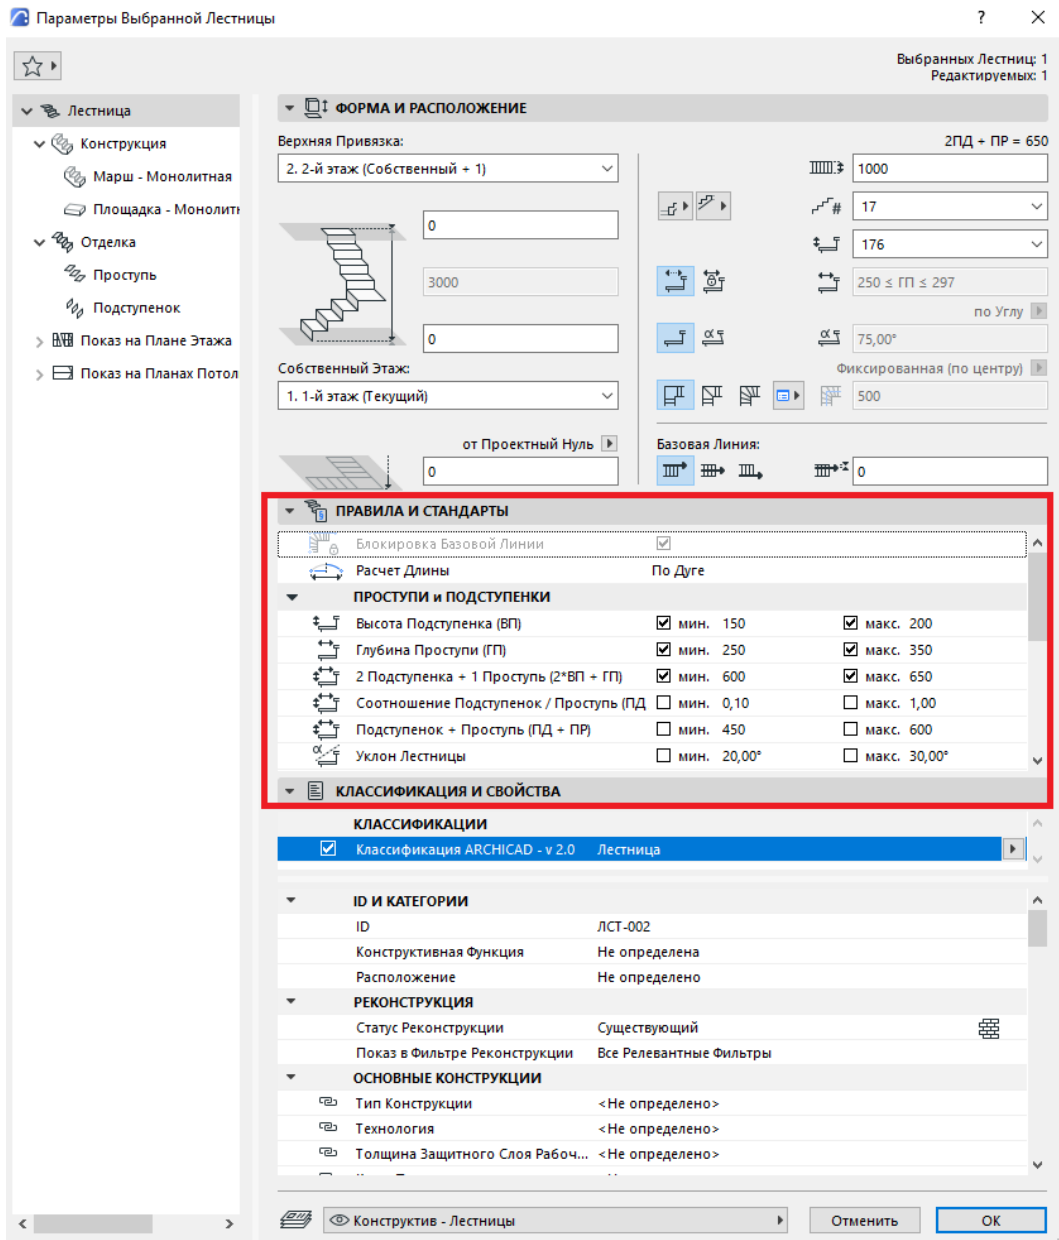 Параметры Выбранной Лестницы
?
Выбранных Лестниц: 1
Редактируемых: 1
Лестница
Конструкция
Марш - Монолитная
Площадка - Монолитн
Отделка
Проступь
Подступенок
Показ на Плане Этажа
Показ на Планах Потол
ФОРМА И РАСПОЛОЖЕНИЕ
Верхняя Привязка:
2. 2-й этаж (Собственный + 1)
0
3000
0
Собственный Этаж:
1. 1-й этаж (Текущий)
от Проектный Нуль
0
2ПД + ПР = 650
1000
17
176
250 ≤ ГП ≤ 297
по Углу
75,00°
Фиксированная (по центру)
500
Базовая Линия:
0
ПРАВИЛА И СТАНДАРТЫ
Блокировка Базовой Линии
Расчет Длины По Дуге
ПРОСТУПИ и ПОДСТУПЕНКИ
Высота Подступенка (ВП) мин. 150 макс. 200
Глубина Проступи (ГП) мин. 250 макс. 350
2 Подступенка + 1 Проступь (2*ВП + ГП) мин. 600 макс. 650
Соотношение Подступенок / Проступь (ПД мин. 0,10 макс. 1,00
Подступенок + Проступь (ПД + ПР) мин. 450 макс. 600
Уклон Лестницы мин. 20,00° макс. 30,00°
КЛАССИФИКАЦИЯ И СВОЙСТВА
КЛАССИФИКАЦИИ
Классификация ARCHICAD - v 2.0 Лестница
ID И КАТЕГОРИИ
ID ЛСТ-002
Конструктивная Функция Не определена
Расположение Не определено
РЕКОНСТРУКЦИЯ
Статус Реконструкции Существующий
Показ в Фильтре Реконструкции Все Релевантные Фильтры
ОСНОВНЫЕ КОНСТРУКЦИИ
Тип Конструкции <Не определено>
Технология <Не определено>
Толщина Защитного Слоя Рабоч... <Не определено>
Конструктив - Лестницы
Отменить
ОК